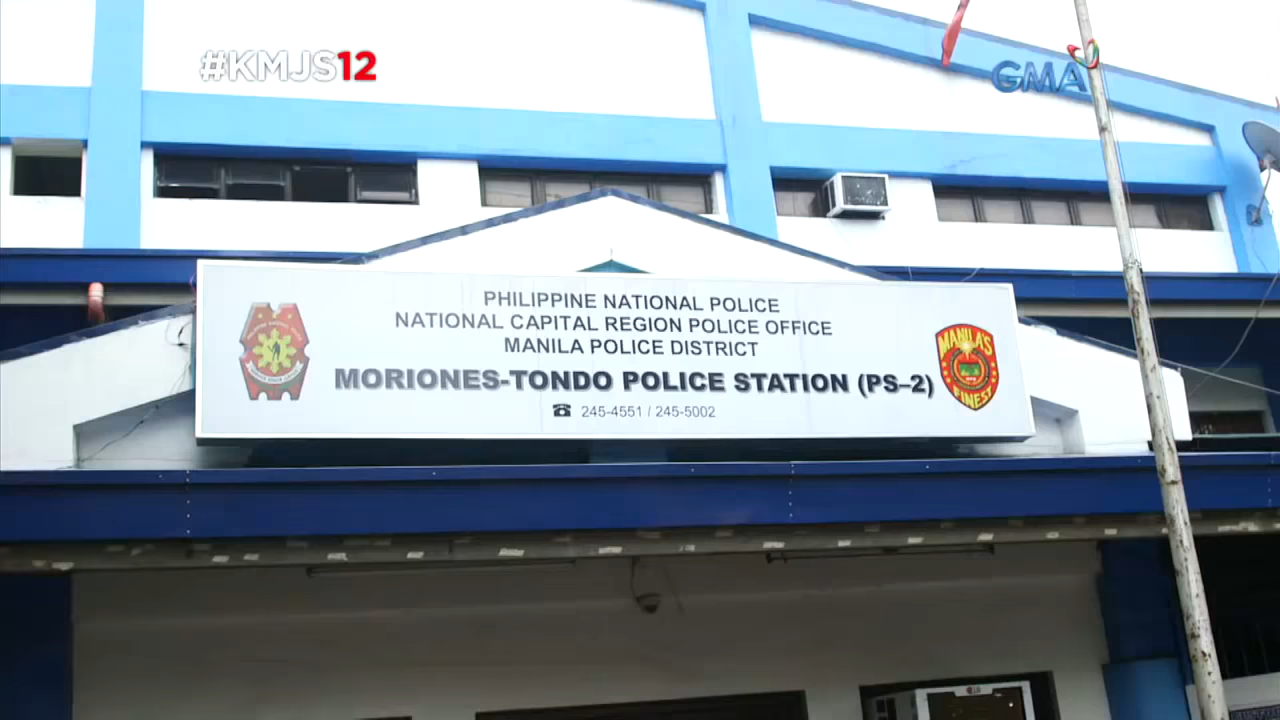 #KMJS12
GMA
PHILIPPINE NATIONAL POLICE
NATIONAL CAPITAL REGION POLICE OFFICE
MANILA POLICE DISTRICT
MORIONES-TONDO POLICE STATION (PS–2)
☎ 245-4551 / 245-5002
MANILA'S
FINEST
LG